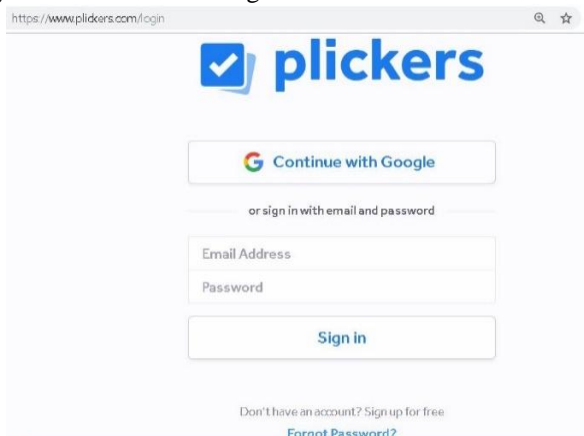 https://www.plickers.com/login
plickers
Continue with Google
or sign in with email and password
Email Address
Password
Sign in
Don't have an account? Sign up for free
Forgot Password?